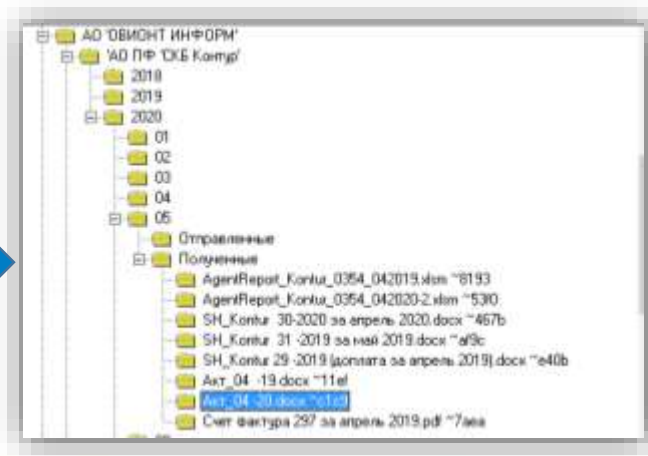 АО 'ОВИОНТ ИНФОРМ'
'АО ПФ 'СКБ Контур'
2018
2019
2020
01
02
03
04
05
Отправленные
Полученные
AgentReport_Kontur_0354_042019.xlsm ~8193
AgentReport_Kontur_0354_042020-2.xlsm ~53f0
SH_Kontur 30-2020 за апрель 2020.docx ~467b
SH_Kontur 31 -2019 за май 2019.docx ~af9c
SH_Kontur 29 -2019 (доплата за апрель 2019).docx ~e40b
Акт_04 -19.docx ~11ef
Акт_04 -20.docx ~c1c9
Счет фактура 297 за апрель 2019.pdf ~7aea